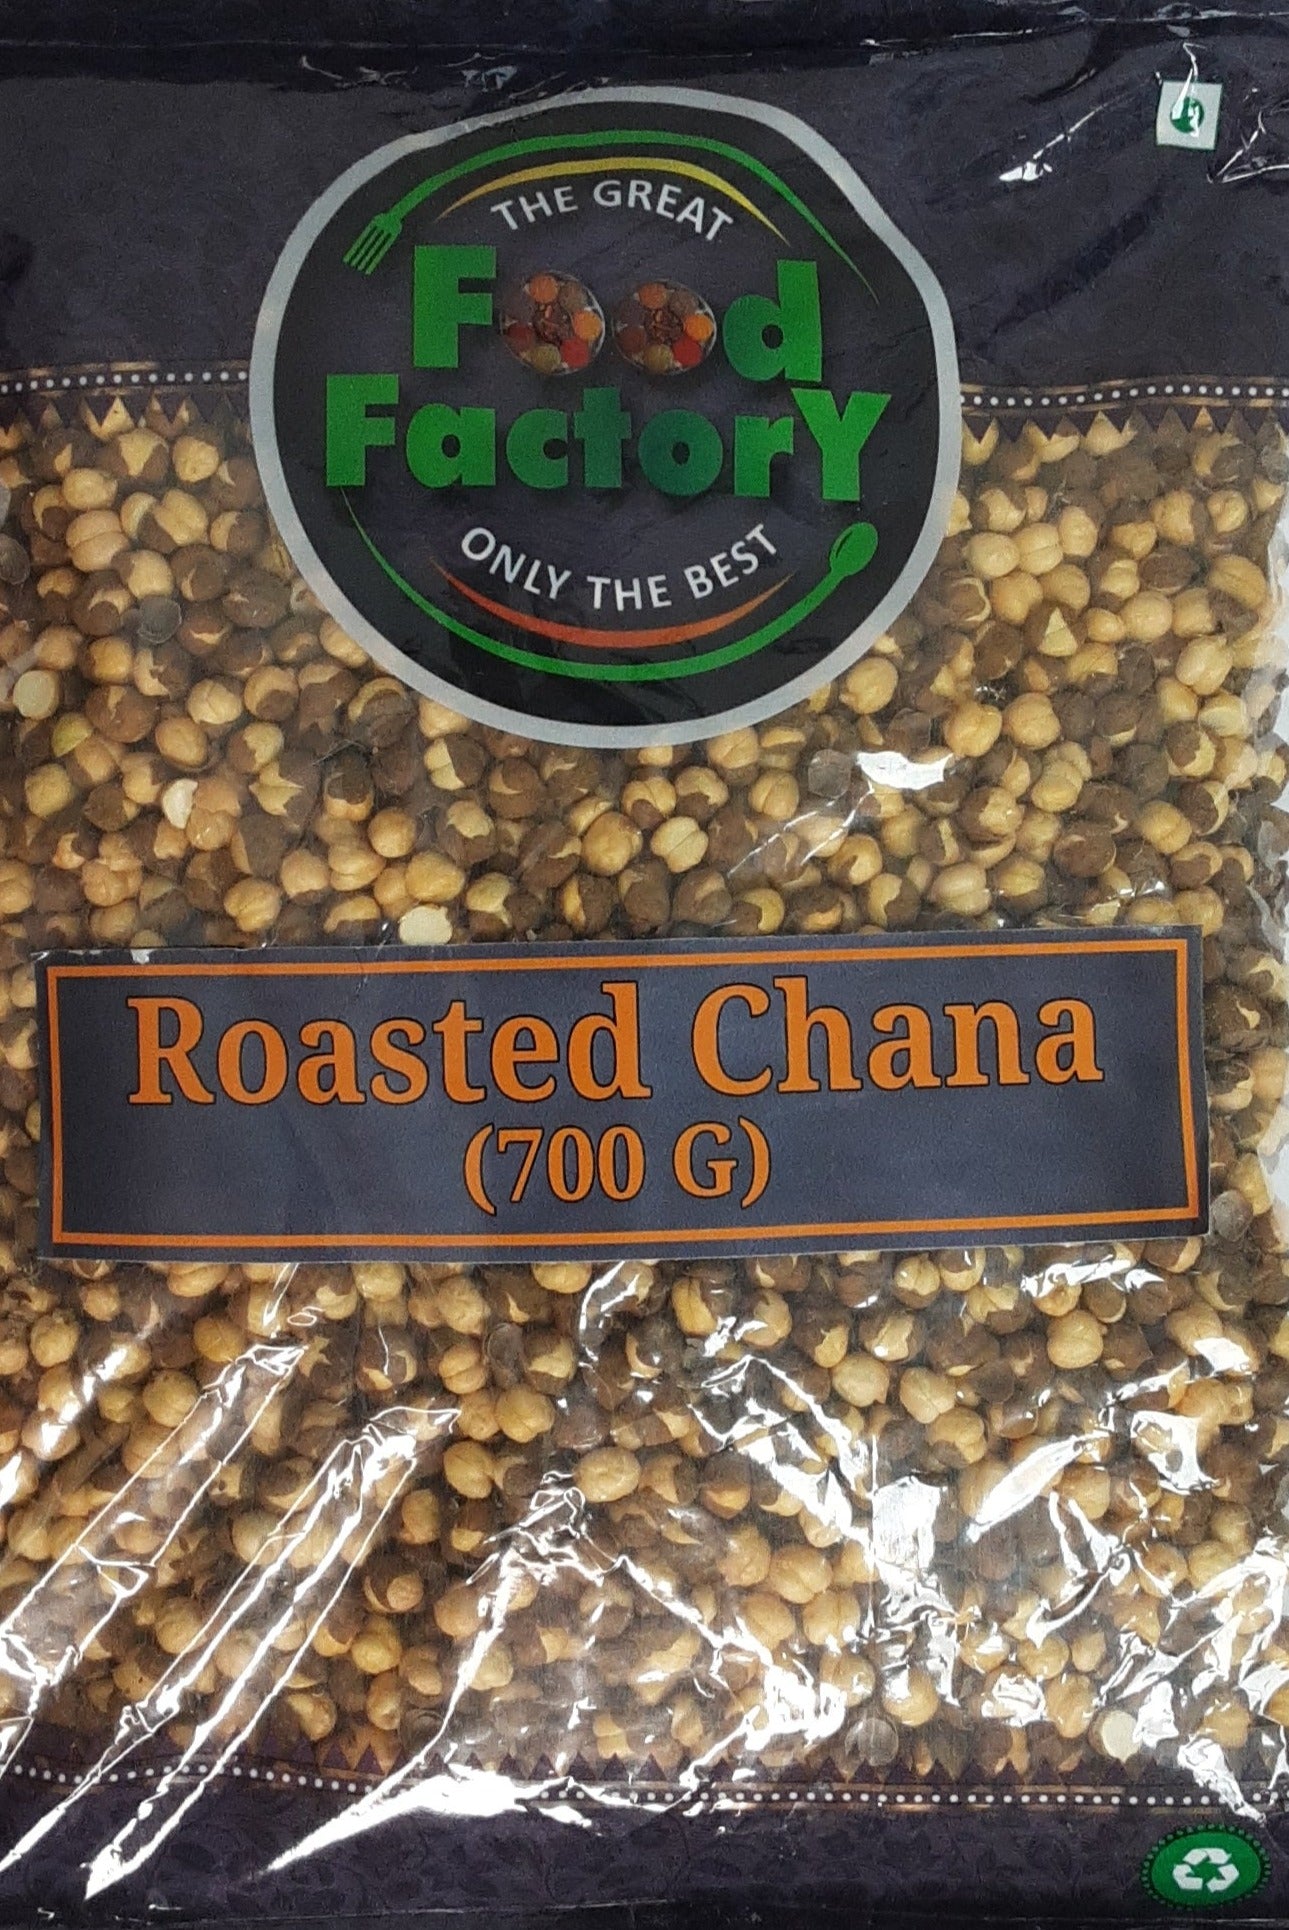 THE GREAT
Food
FactorY
ONLY THE BEST
Roasted Chana
(700 G)